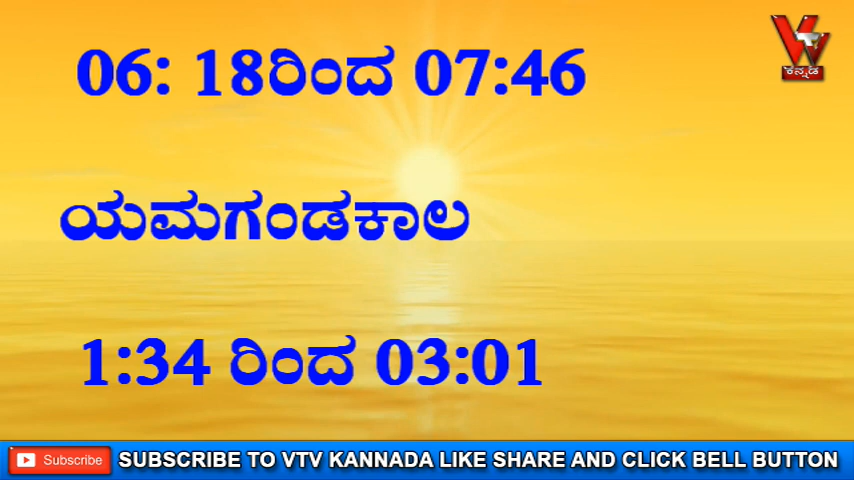 ಕನ್ನಡ
06: 18ರಿಂದ 07:46
ಯಮಗಂಡಕಾಲ
1:34 ರಿಂದ 03:01
Subscribe SUBSCRIBE TO VTV KANNADA LIKE SHARE AND CLICK BELL BUTTON